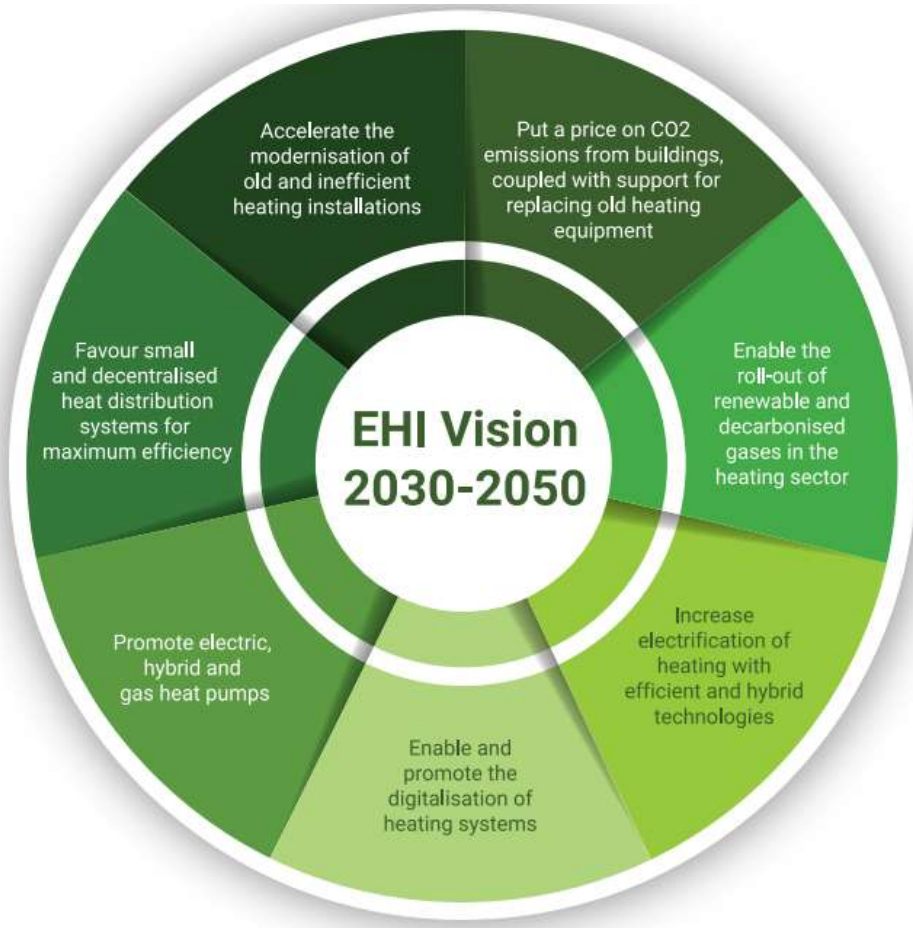 Accelerate the
modernisation of
old and inefficient
heating installations
Put a price on CO2
emissions from buildings,
coupled with support for
replacing old heating
equipment
Favour small
and decentralised
heat distribution
systems for
maximum efficiency
EHI Vision
2030-2050
Enable the
roll-out of
renewable and
decarbonised
gases in the
heating sector
Promote electric,
hybrid and
gas heat pumps
Enable and
promote the
digitalisation of
heating systems
Increase
electrification of
heating with
efficient and hybrid
technologies